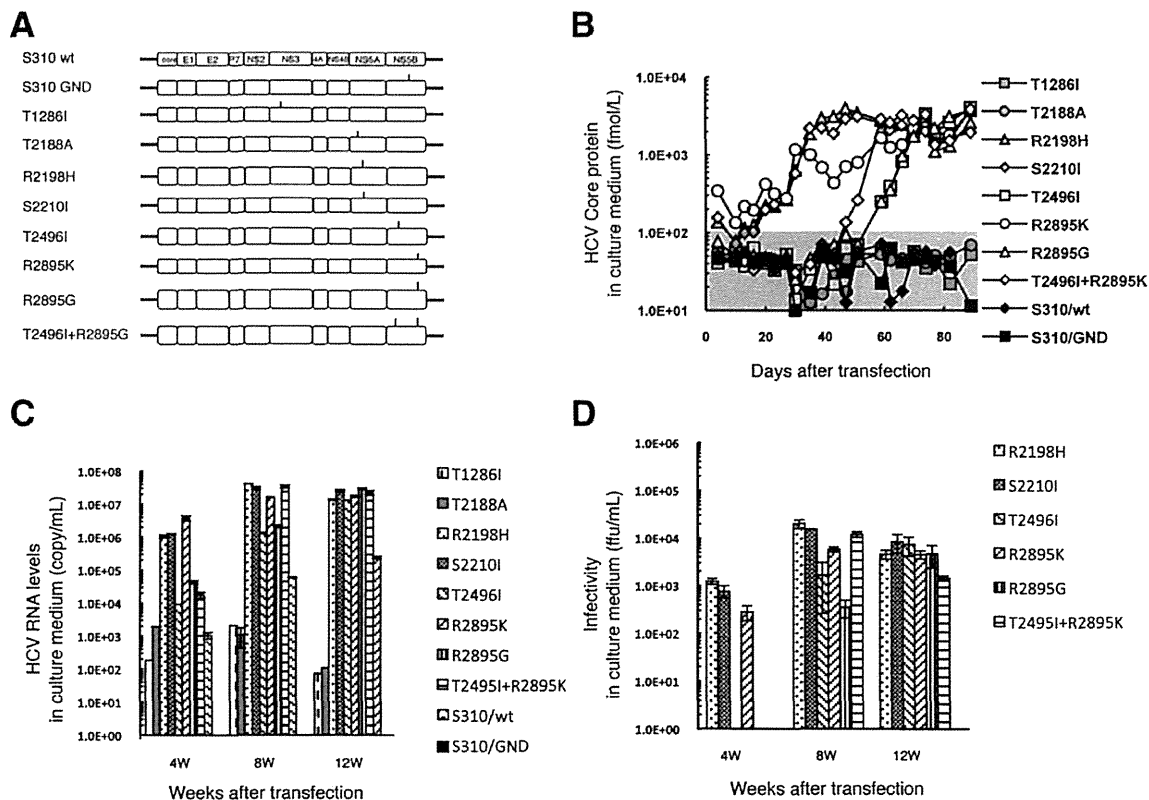 A
S310 wt
core E1 E2 P7 NS2 NS3 4A NS4B NS5A NS5B
S310 GND
T1286I
T2188A
R2198H
S2210I
T2496I
R2895K
R2895G
T2496I+R2895G
B
HCV Core protein
in culture medium (fmol/L)
1.0E+04
1.0E+03
1.0E+02
1.0E+01
0 20 40 60 80
Days after transfection
T1286I
T2188A
R2198H
S2210I
T2496I
R2895K
R2895G
T2496I+R2895K
S310/wt
S310/GND
C
HCV RNA levels
in culture medium (copy/mL)
1.0E+08
1.0E+07
1.0E+06
1.0E+05
1.0E+04
1.0E+03
1.0E+02
1.0E+01
1.0E+00
4W 8W 12W
Weeks after transfection
T1286I
T2188A
R2198H
S2210I
T2496I
R2895K
R2895G
T2495I+R2895K
S310/wt
S310/GND
D
Infectivity
in culture medium (ffu/mL)
1.0E+06
1.0E+05
1.0E+04
1.0E+03
1.0E+02
1.0E+01
1.0E+00
4W 8W 12W
Weeks after transfection
R2198H
S2210I
T2496I
R2895K
R2895G
T2495I+R2895K